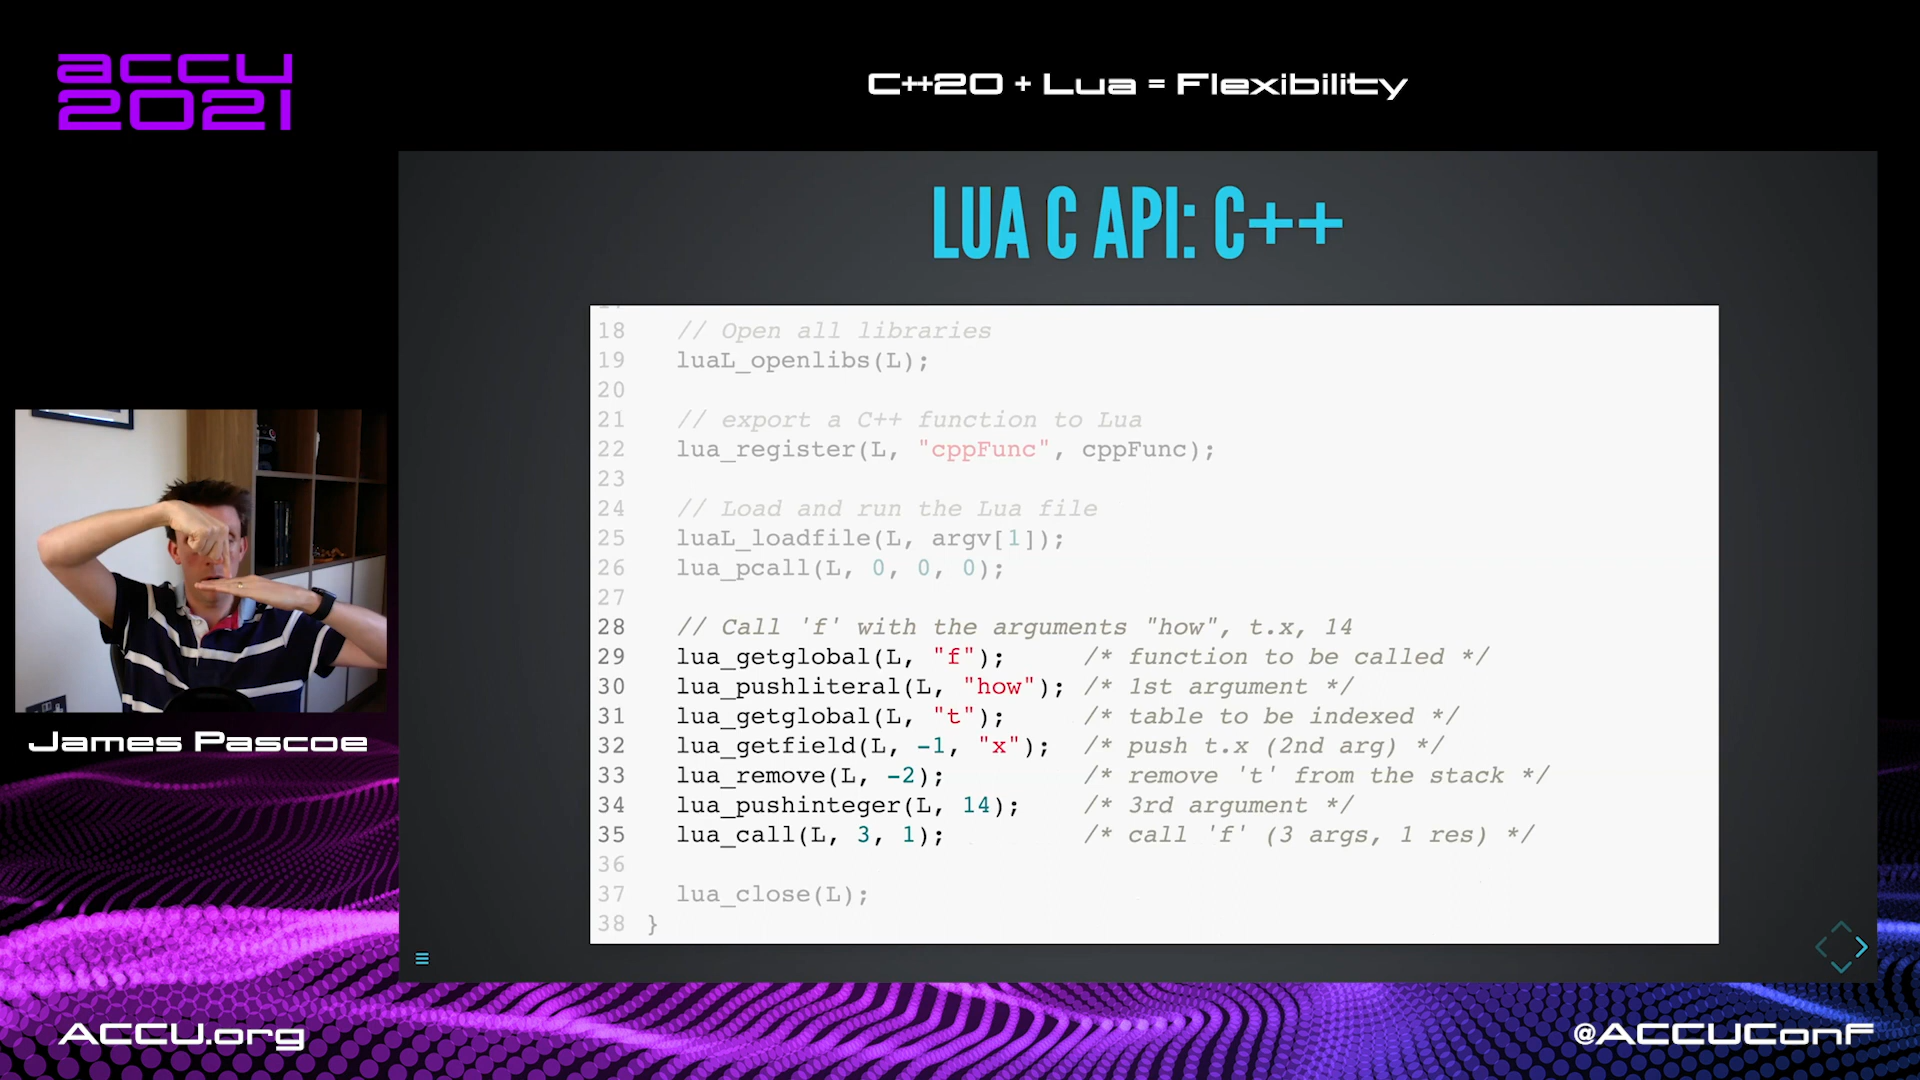 accu
2021
C++20 + Lua = Flexibility
LUA C API: C++
18 // Open all libraries
19 luaL_openlibs(L);
20
21 // export a C++ function to Lua
22 lua_register(L, "cppFunc", cppFunc);
23
24 // Load and run the Lua file
25 luaL_loadfile(L, argv[1]);
26 lua_pcall(L, 0, 0, 0);
27
28 // Call 'f' with the arguments "how", t.x, 14
29 lua_getglobal(L, "f"); /* function to be called */
30 lua_pushliteral(L, "how"); /* 1st argument */
31 lua_getglobal(L, "t"); /* table to be indexed */
32 lua_getfield(L, -1, "x"); /* push t.x (2nd arg) */
33 lua_remove(L, -2); /* remove 't' from the stack */
34 lua_pushinteger(L, 14); /* 3rd argument */
35 lua_call(L, 3, 1); /* call 'f' (3 args, 1 res) */
36
37 lua_close(L);
38 }
James Pascoe
ACCU.org
@ACCUConf